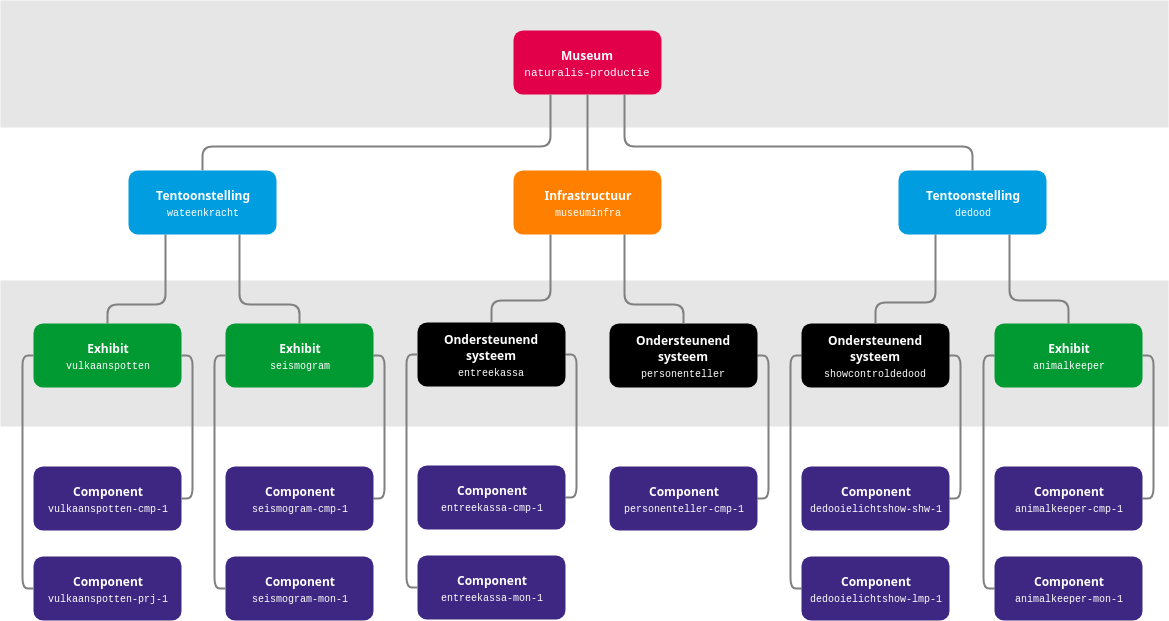 Museum
naturalis-productie
Tentoonstelling
wateenkracht
Infrastructuur
museuminfra
Tentoonstelling
dedood
Exhibit
vulkaanspotten
Exhibit
seismogram
Ondersteunend
systeem
entreekassa
Ondersteunend
systeem
personenteller
Ondersteunend
systeem
showcontroldedood
Exhibit
animalkeeper
Component
vulkaanspotten-cmp-1
Component
seismogram-cmp-1
Component
entreekassa-cmp-1
Component
personenteller-cmp-1
Component
dedooielichtshow-shw-1
Component
animalkeeper-cmp-1
Component
vulkaanspotten-prj-1
Component
seismogram-mon-1
Component
entreekassa-mon-1
Component
dedooielichtshow-lmp-1
Component
animalkeeper-mon-1